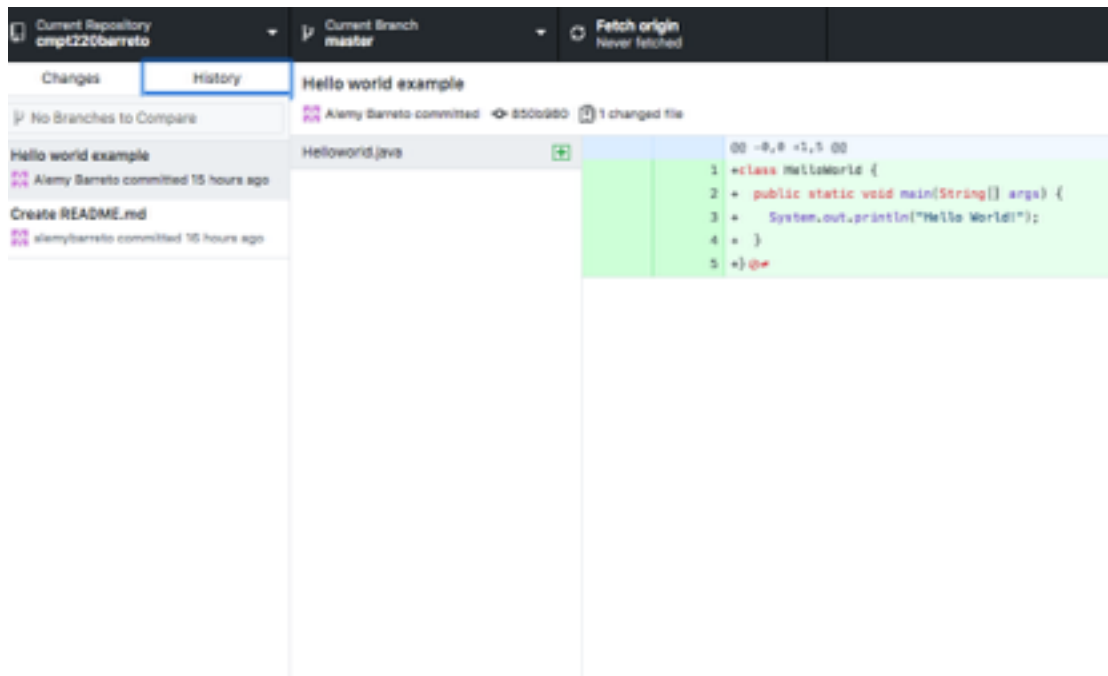 Current Repository
cmpt220barreto
Current Branch
master
Fetch origin
Never fetched
Changes
History
No Branches to Compare
Hello world example
Alemy Barreto committed 15 hours ago
Create README.md
alemybarreto committed 16 hours ago
Hello world example
Alemy Barreto committed 850b980 1 changed file
Helloworld.java
@@ -0,0 +1,5 @@
1 +class HelloWorld {
2 + public static void main(String[] args) {
3 + System.out.println("Hello World!");
4 + }
5 +}